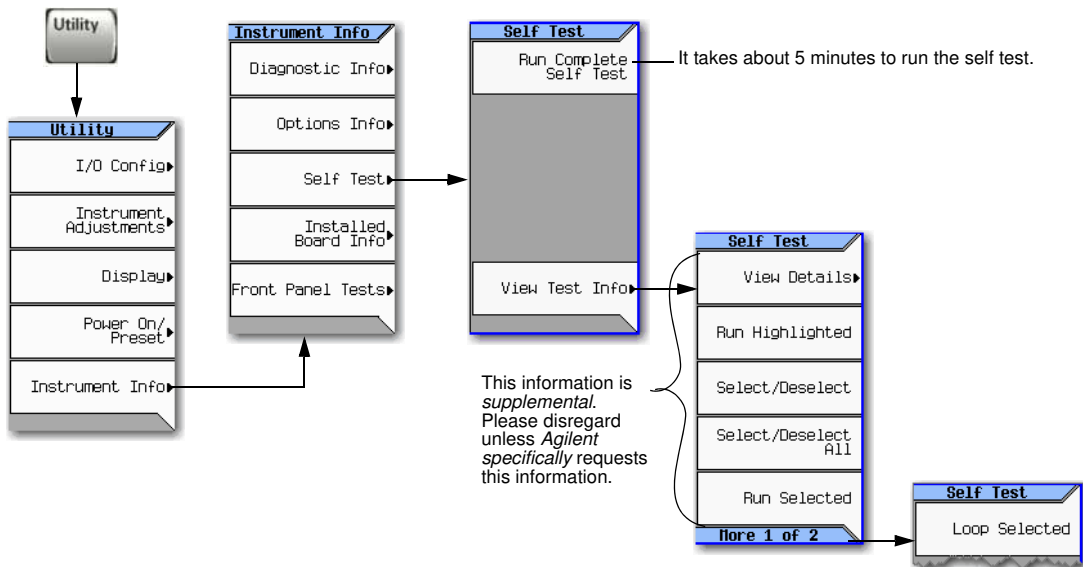 Utility
Utility
I/O Config
Instrument
Adjustments
Display
Power On/
Preset
Instrument Info
Instrument Info
Diagnostic Info
Options Info
Self Test
Installed
Board Info
Front Panel Tests
Self Test
Run Complete
Self Test
View Test Info
It takes about 5 minutes to run the self test.
This information is
supplemental.
Please disregard
unless Agilent
specifically requests
this information.
Self Test
View Details
Run Highlighted
Select/Deselect
Select/Deselect
All
Run Selected
More 1 of 2
Self Test
Loop Selected